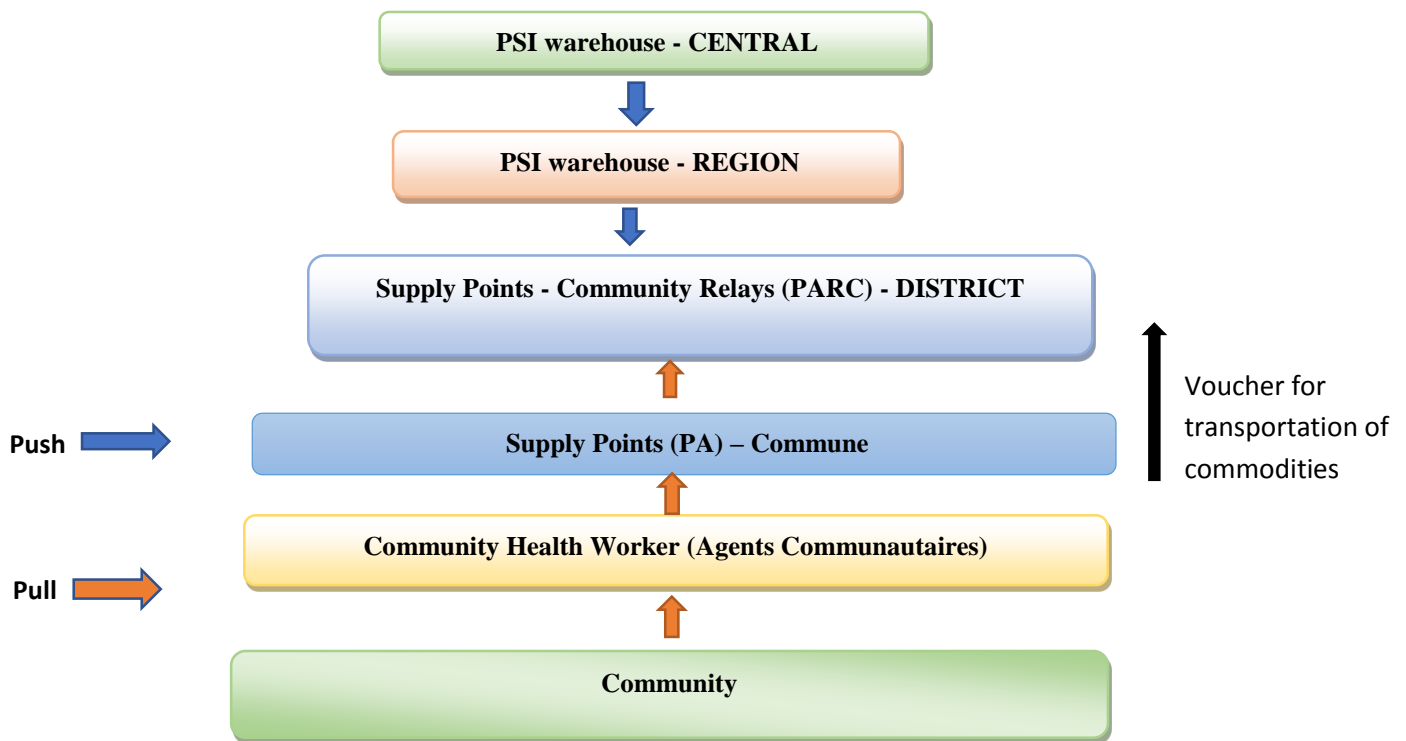 PSI warehouse - CENTRAL
PSI warehouse - REGION
Supply Points - Community Relays (PARC) - DISTRICT
Voucher for
transportation of
commodities
Push
Supply Points (PA) – Commune
Community Health Worker (Agents Communautaires)
Pull
Community